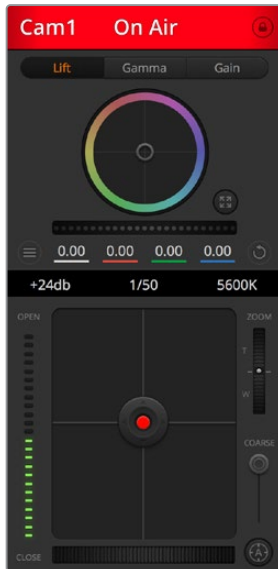 Cam1 On Air
Lift Gamma Gain
0.00 0.00 0.00 0.00
+24db 1/50 5600K
OPEN ZOOM
T
W
COARSE
A
CLOSE